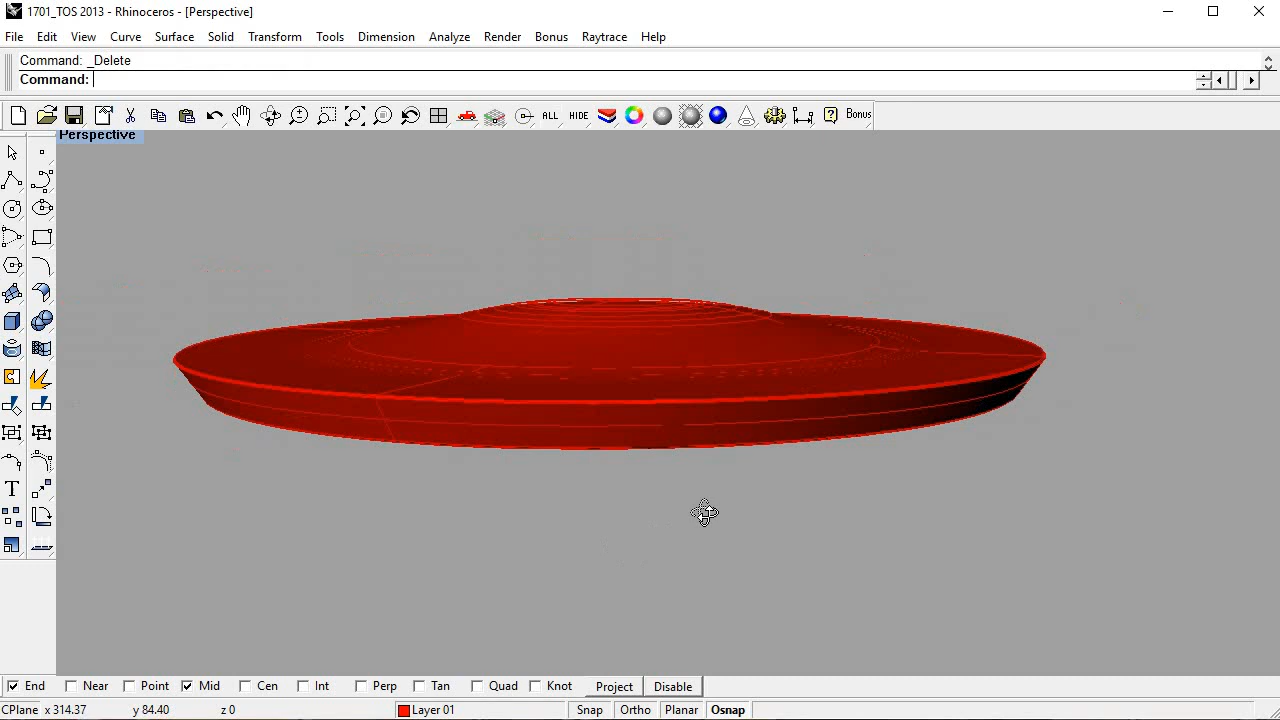 1701_TOS 2013 - Rhinoceros - [Perspective]
File Edit View Curve Surface Solid Transform Tools Dimension Analyze Render Bonus Raytrace Help
Command: _Delete
Command:
ALL HIDE Bonus
Perspective
T
End Near Point Mid Cen Int Perp Tan Quad Knot Project Disable
CPlane x 314.37 y 84.40 z 0 Layer 01 Snap Ortho Planar Osnap